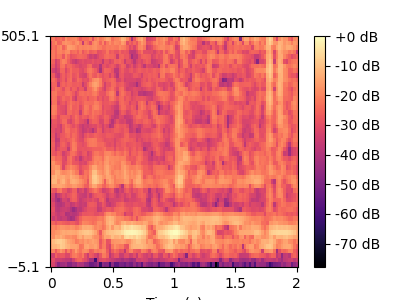 Mel Spectrogram
505.1
−5.1
0
0.5
1
1.5
2
+0 dB
-10 dB
-20 dB
-30 dB
-40 dB
-50 dB
-60 dB
-70 dB